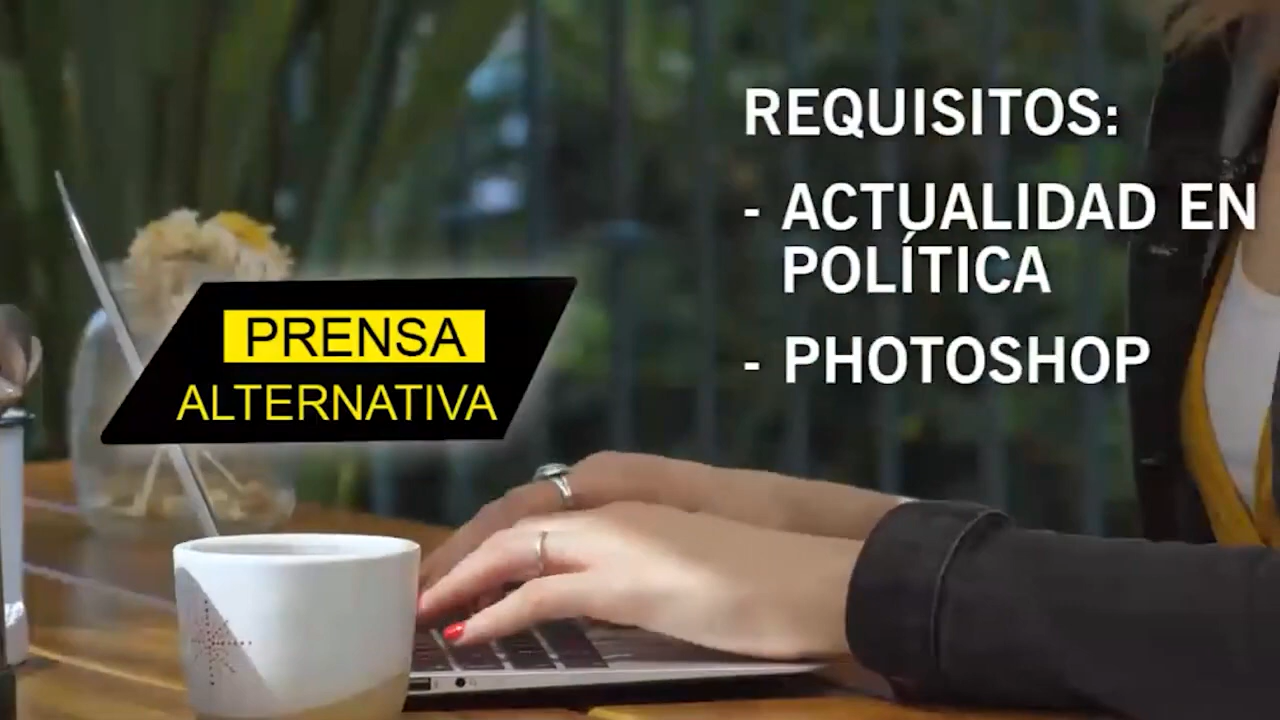 REQUISITOS:
- ACTUALIDAD EN
POLÍTICA
- PHOTOSHOP
PRENSA
ALTERNATIVA